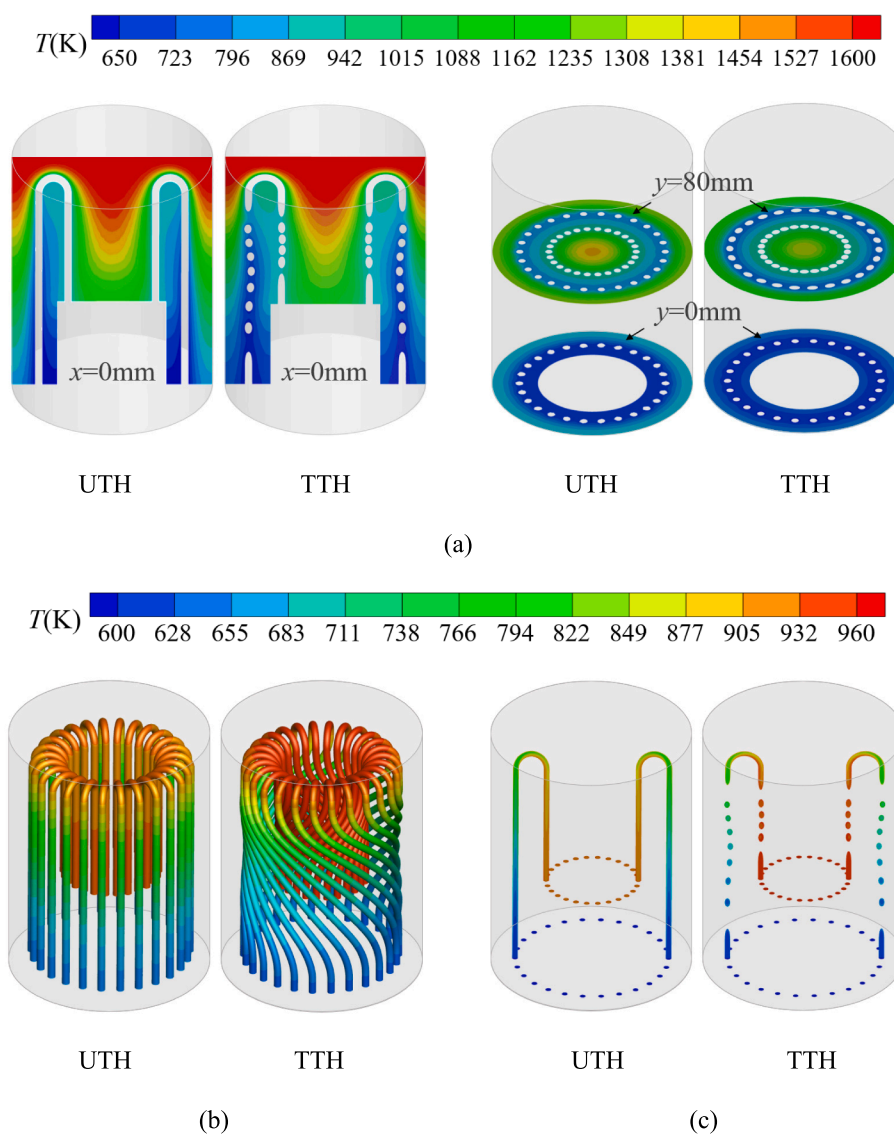 T(K)
650 723 796 869 942 1015 1088 1162 1235 1308 1381 1454 1527 1600
y=80mm
y=0mm
x=0mm x=0mm
UTH TTH UTH TTH
(a)
T(K)
600 628 655 683 711 738 766 794 822 849 877 905 932 960
UTH TTH UTH TTH
(b) (c)